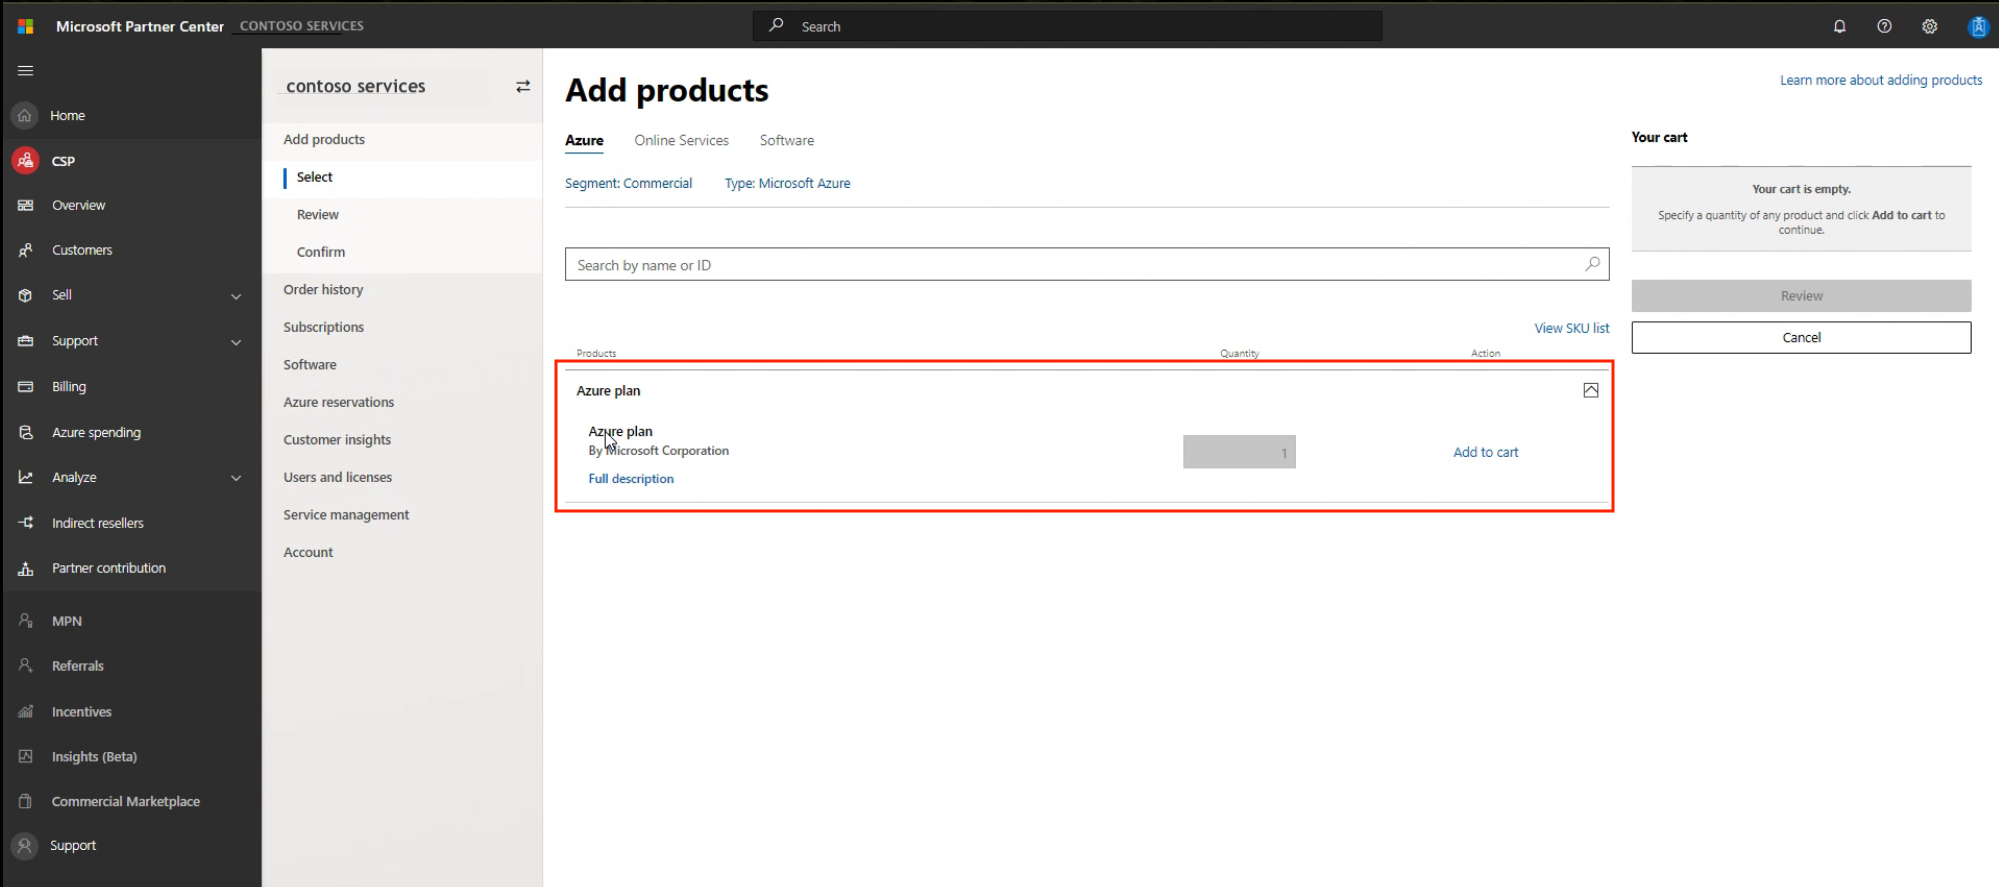 Microsoft Partner Center CONTOSO SERVICES
Search
Home
CSP
Overview
Customers
Sell
Support
Billing
Azure spending
Analyze
Indirect resellers
Partner contribution
MPN
Referrals
Incentives
Insights (Beta)
Commercial Marketplace
Support
contoso services
Add products
Select
Review
Confirm
Order history
Subscriptions
Software
Azure reservations
Customer insights
Users and licenses
Service management
Account
Add products
Azure Online Services Software
Segment: Commercial Type: Microsoft Azure
Search by name or ID
View SKU list
Products Quantity Action
Azure plan
Azure plan
By Microsoft Corporation
1
Add to cart
Full description
Learn more about adding products
Your cart
Your cart is empty.
Specify a quantity of any product and click Add to cart to
continue.
Review
Cancel